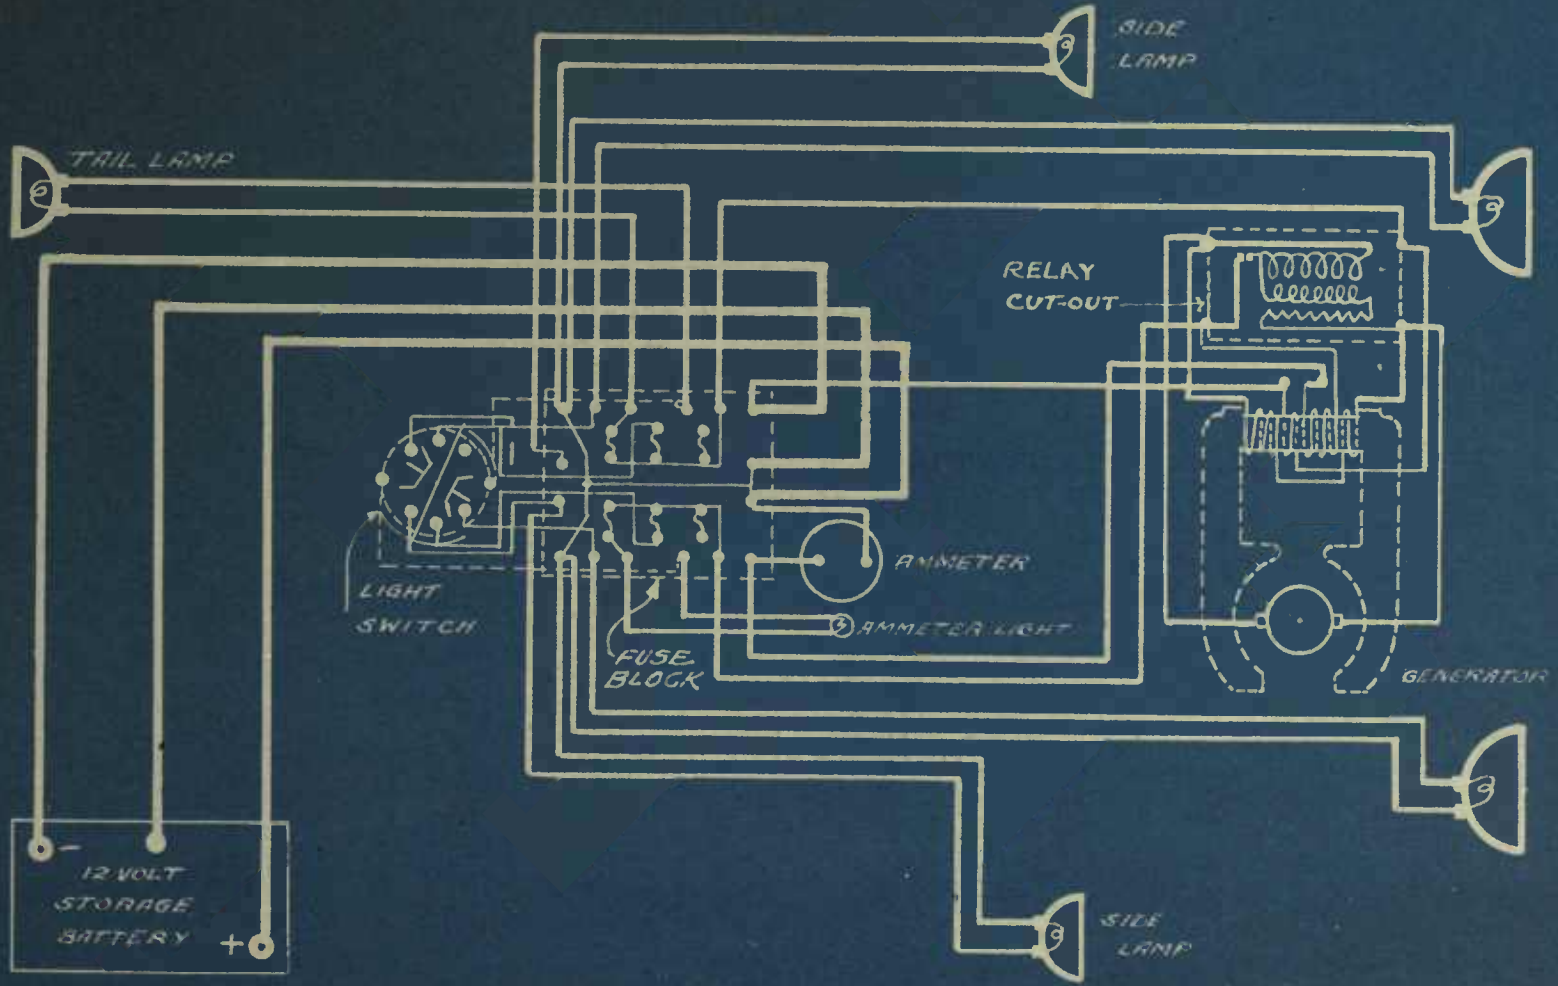 SIDE
LAMP
TAIL LAMP
RELAY
CUT-OUT
AMMETER
LIGHT
SWITCH
AMMETER LIGHT
FUSE
BLOCK
GENERATOR
-
12 VOLT
STORAGE
BATTERY
+
SIDE
LAMP